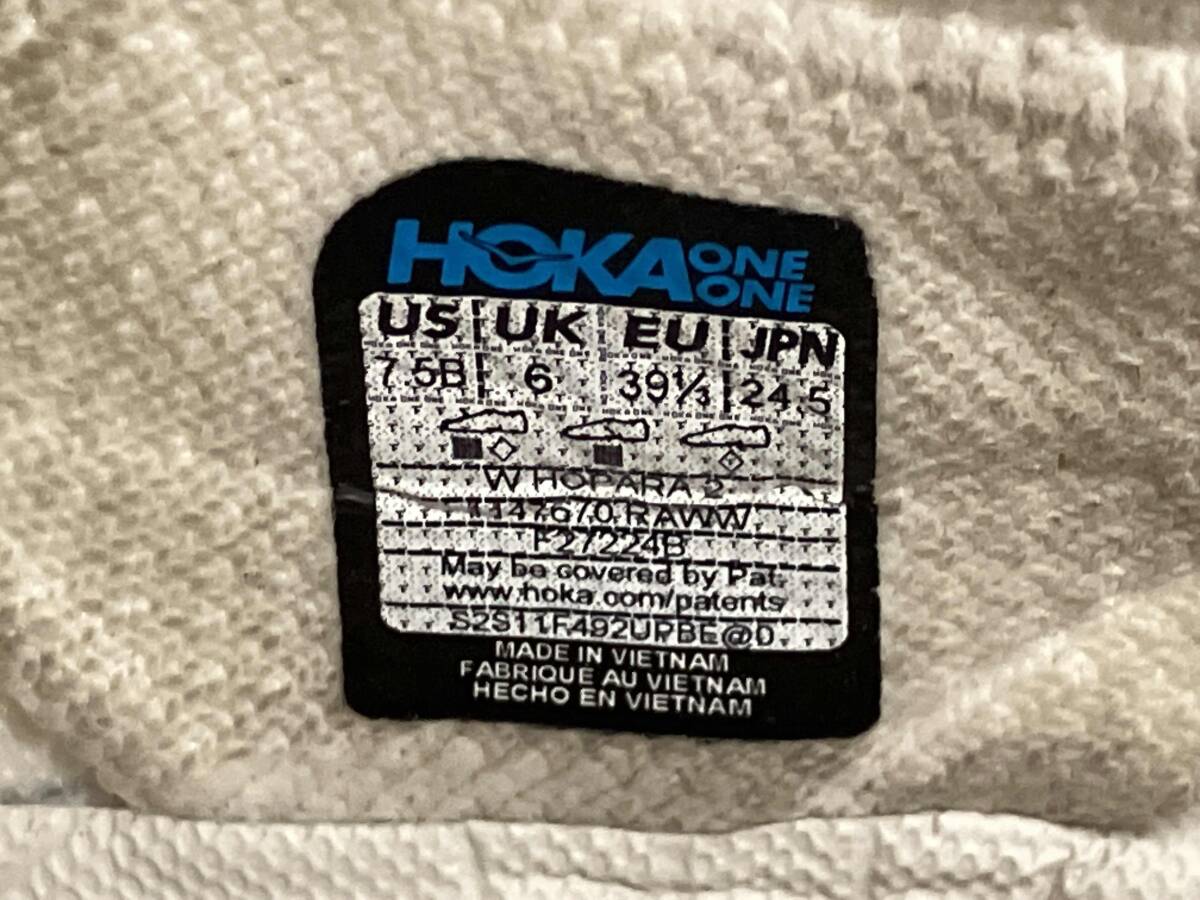 HOKA ONE ONE
US UK EU JPN
7.5B 6 39⅓ 24.5
W HOPARA 2
1147670 RAWW
F27224B
May be covered by Pat.
www.hoka.com/patents
S2S11F492UPBE@D
MADE IN VIETNAM
FABRIQUE AU VIETNAM
HECHO EN VIETNAM